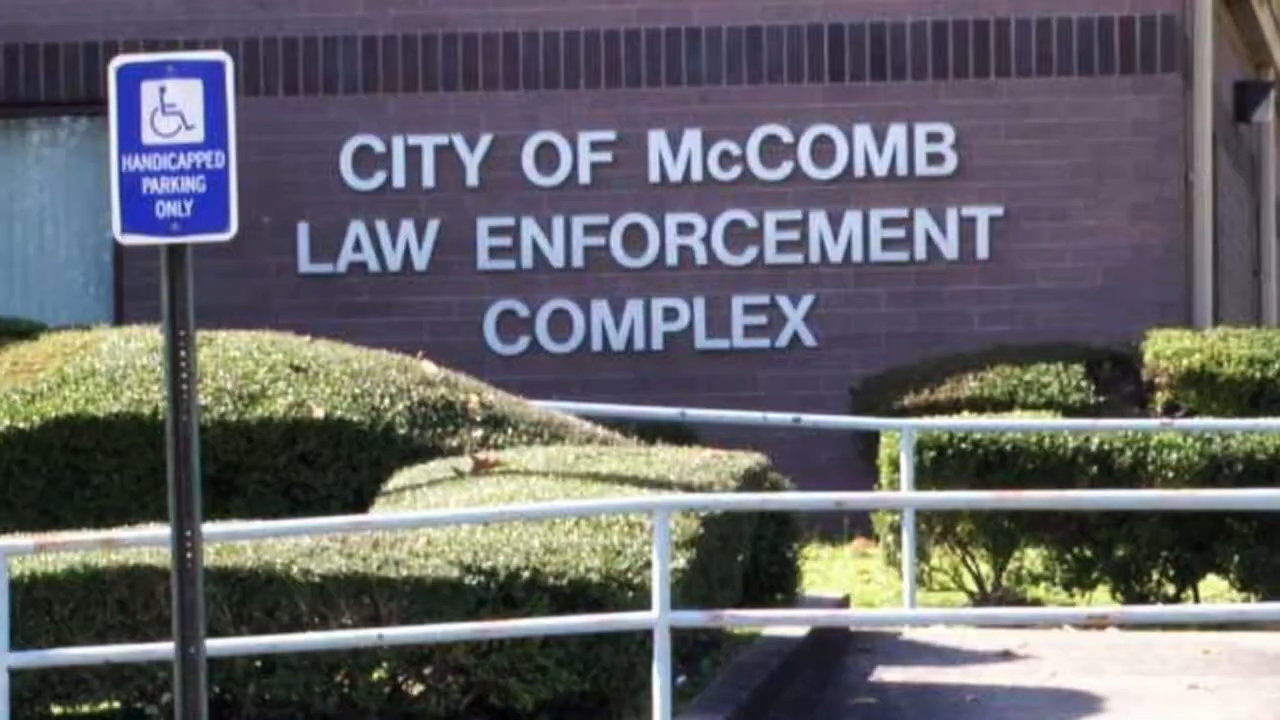 HANDICAPPED
PARKING
ONLY
CITY OF McCOMB
LAW ENFORCEMENT
COMPLEX